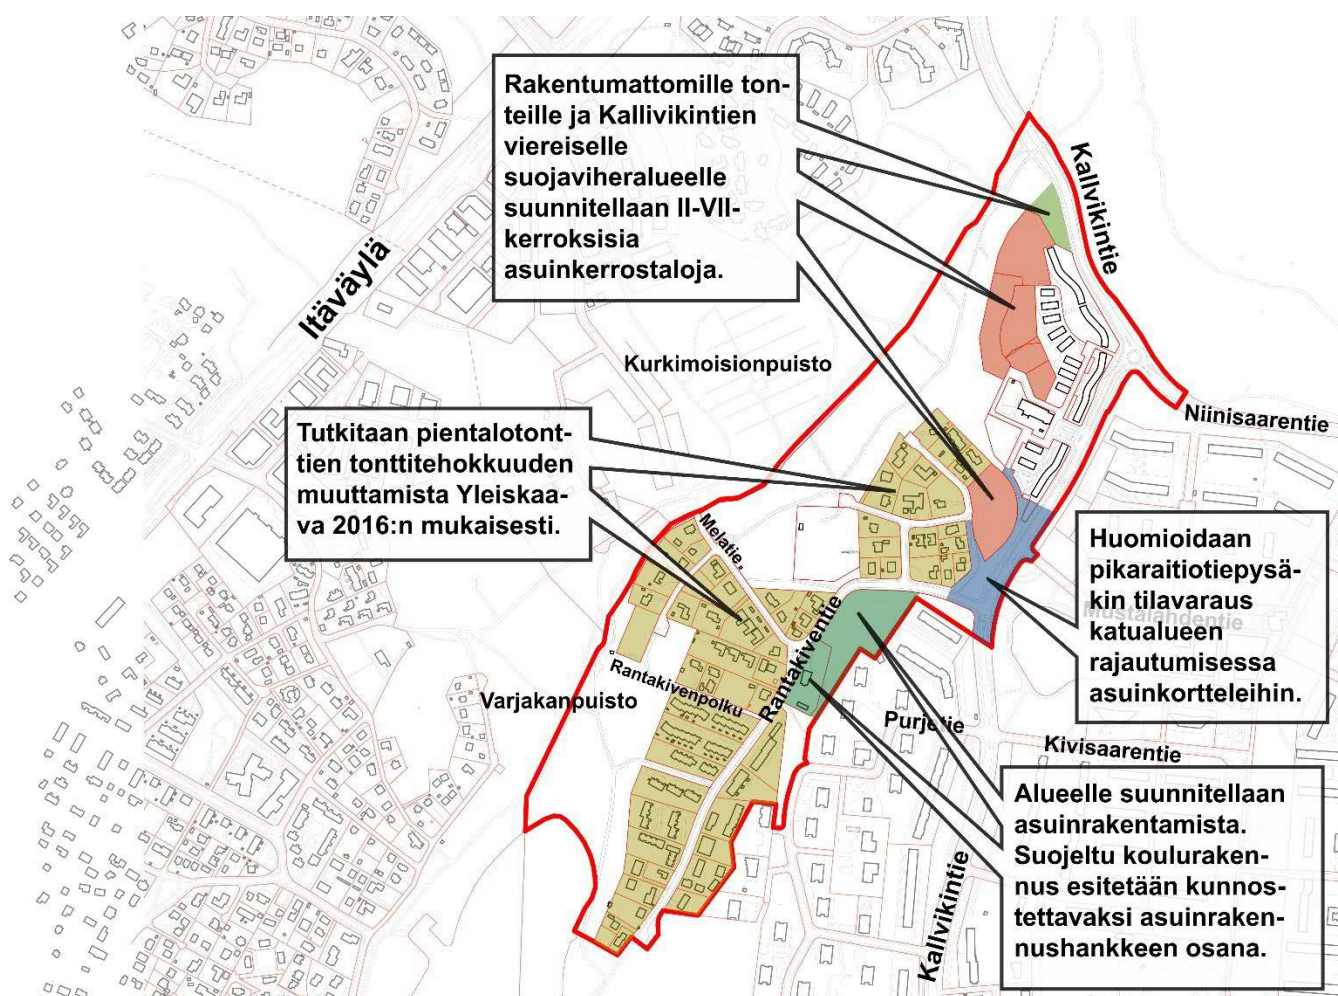 Rakentumattomille ton-
teille ja Kallivikintien
viereiselle
suojaviheralueelle
suunnitellaan II-VII-
kerroksisia
asuinkerrostaloja.
Kallvikintie
Itäväylä
Kurkimoisionpuisto
Niinisaarentie
Tutkitaan pientalotont-
tien tonttitehokkuuden
muuttamista Yleiskaa-
va 2016:n mukaisesti.
Melatie
Huomioidaan
pikaraitiotiepysä-
kin tilavaraus
katualueen
rajautumisessa
asuinkortteleihin.
Mustalahdentie
Rantakiventie
Rantakivenpolku
Varjakanpuisto
Purjetie
Kivisaarentie
Alueelle suunnitellaan
asuinrakentamista.
Suojeltu kouluraken-
nus esitetään kunnos-
tettavaksi asuinraken-
nushankkeen osana.
Kallvikintie